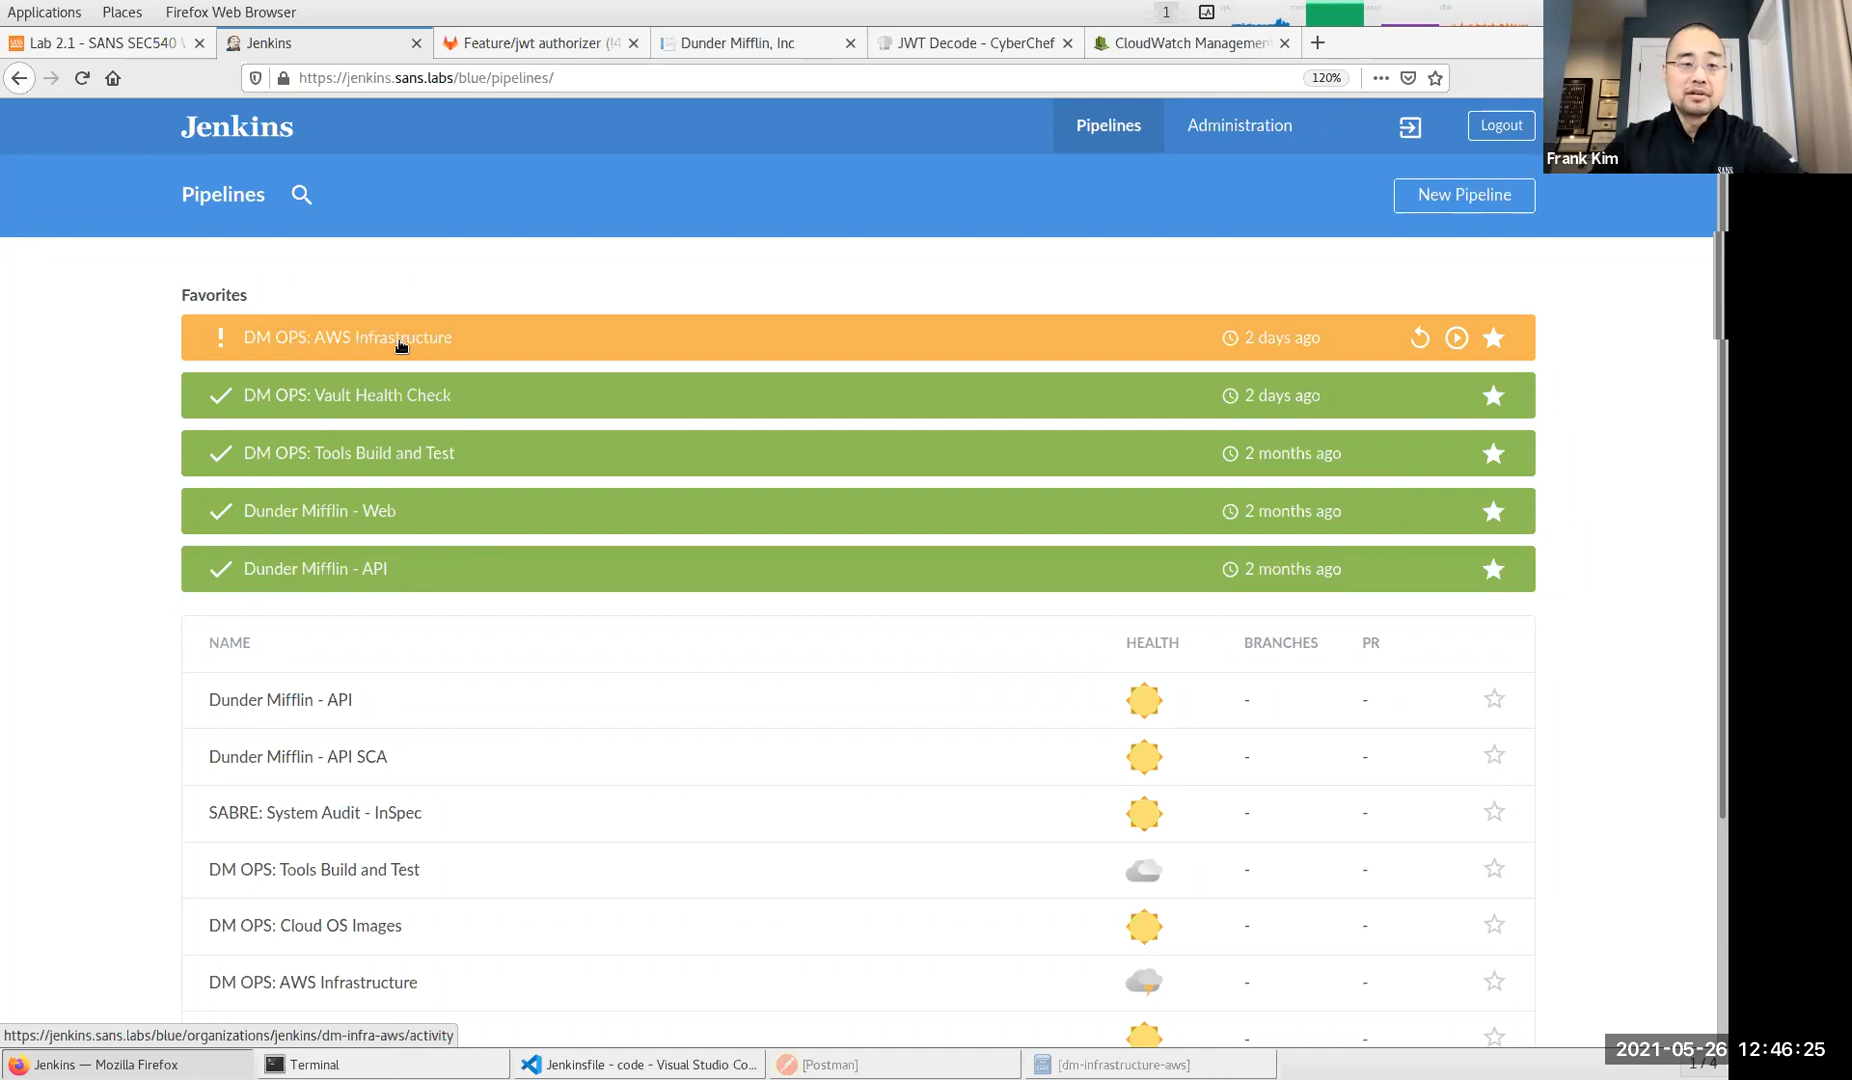 Applications Places Firefox Web Browser 1
Lab 2.1 - SANS SEC540 Jenkins Feature/jwt authorizer (!4 Dunder Mifflin, Inc JWT Decode - CyberChef CloudWatch Managemen
https://jenkins.sans.labs/blue/pipelines/ 120%
Jenkins Pipelines Administration Logout
Frank Kim
SANS
Pipelines New Pipeline
Favorites
! DM OPS: AWS Infrastructure 2 days ago
DM OPS: Vault Health Check 2 days ago
DM OPS: Tools Build and Test 2 months ago
Dunder Mifflin - Web 2 months ago
Dunder Mifflin - API 2 months ago
NAME HEALTH BRANCHES PR
Dunder Mifflin - API - -
Dunder Mifflin - API SCA - -
SABRE: System Audit - InSpec - -
DM OPS: Tools Build and Test - -
DM OPS: Cloud OS Images - -
DM OPS: AWS Infrastructure - -
https://jenkins.sans.labs/blue/organizations/jenkins/dm-infra-aws/activity
2021-05-26 12:46:25
Jenkins — Mozilla Firefox Terminal Jenkinsfile - code - Visual Studio Co... [Postman] [dm-infrastructure-aws] 1 / 4